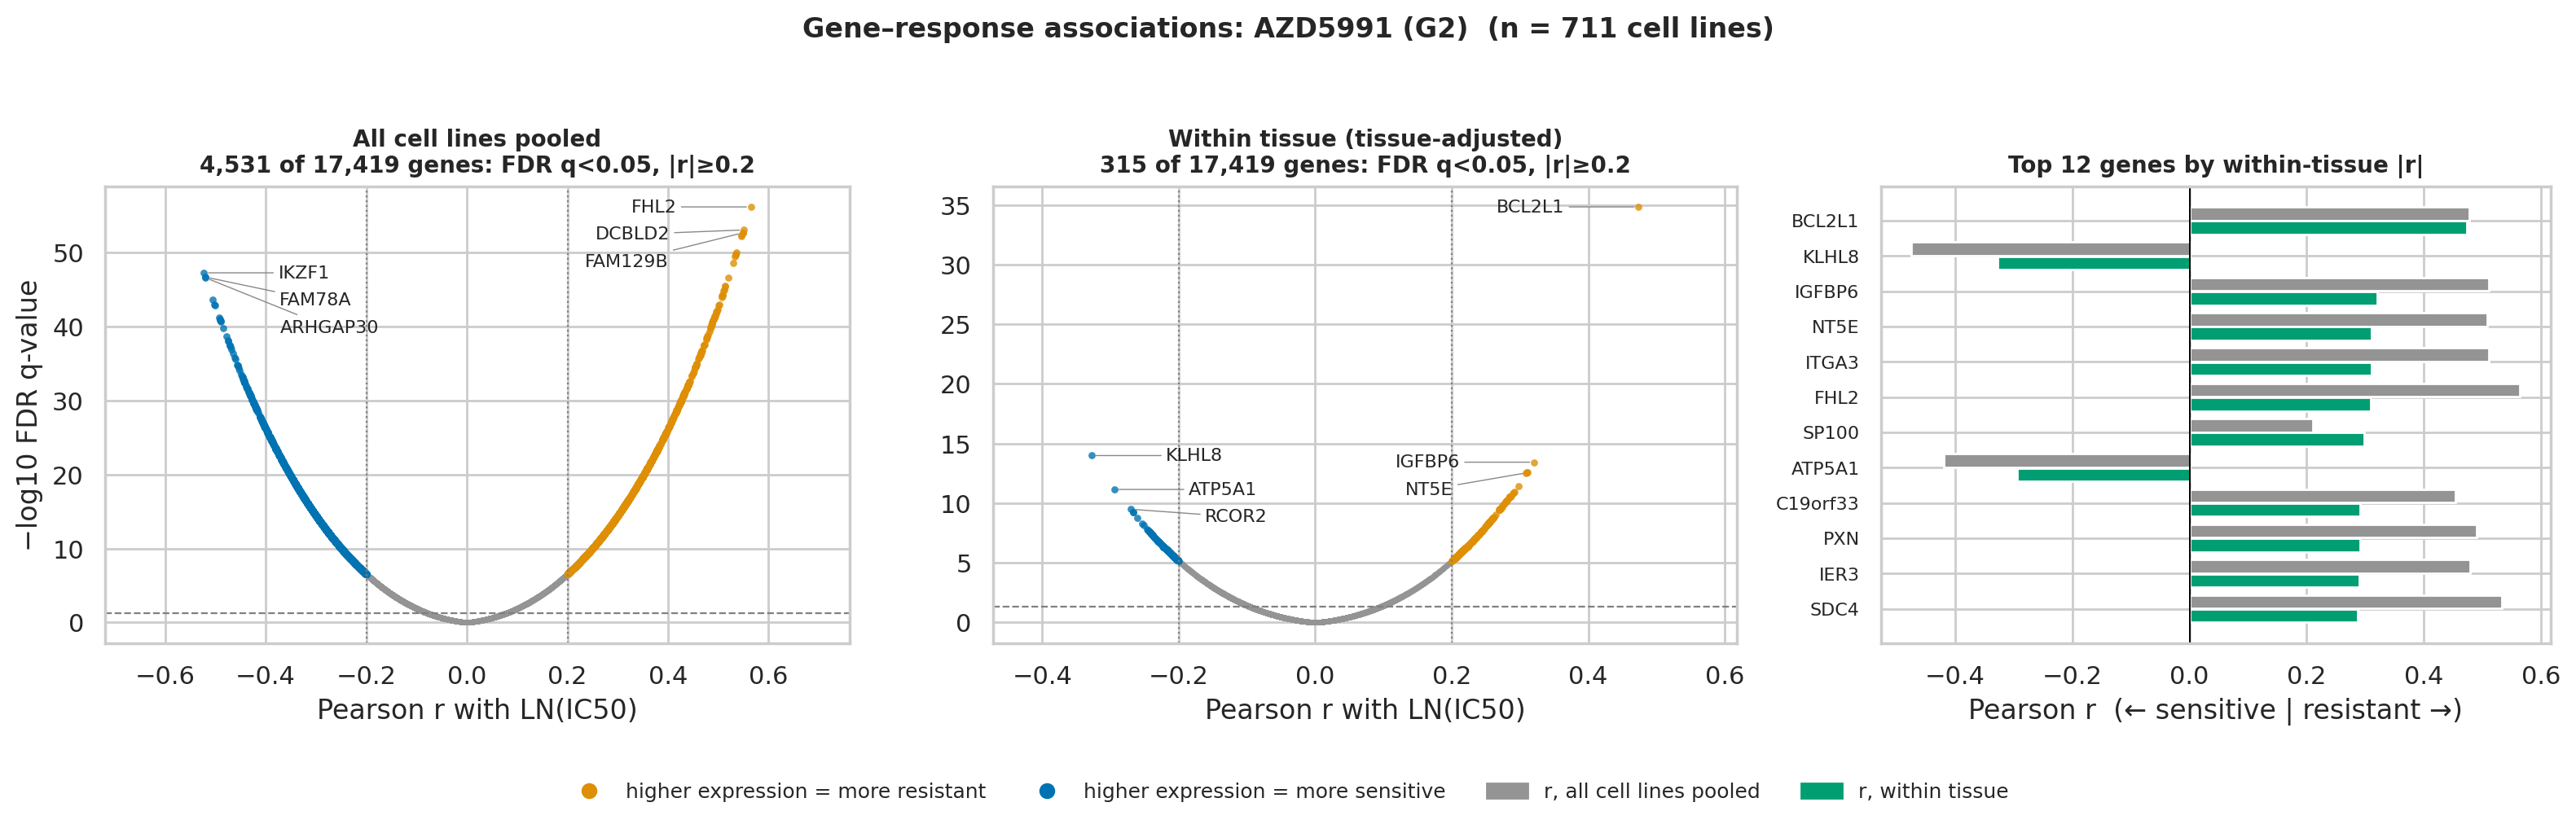 Gene–response associations: AZD5991 (G2)  (n = 711 cell lines)
All cell lines pooled
4,531 of 17,419 genes: FDR q<0.05, |r|≥0.2
−log10 FDR q-value
50
40
30
20
10
0
FHL2
DCBLD2
FAM129B
IKZF1
FAM78A
ARHGAP30
−0.6
−0.4
−0.2
0.0
0.2
0.4
0.6
Pearson r with LN(IC50)
Within tissue (tissue-adjusted)
315 of 17,419 genes: FDR q<0.05, |r|≥0.2
35
30
25
20
15
10
5
0
BCL2L1
KLHL8
ATP5A1
RCOR2
IGFBP6
NT5E
−0.4
−0.2
0.0
0.2
0.4
0.6
Pearson r with LN(IC50)
Top 12 genes by within-tissue |r|
BCL2L1
KLHL8
IGFBP6
NT5E
ITGA3
FHL2
SP100
ATP5A1
C19orf33
PXN
IER3
SDC4
−0.4
−0.2
0.0
0.2
0.4
0.6
Pearson r  (← sensitive | resistant →)
higher expression = more resistant
higher expression = more sensitive
r, all cell lines pooled
r, within tissue